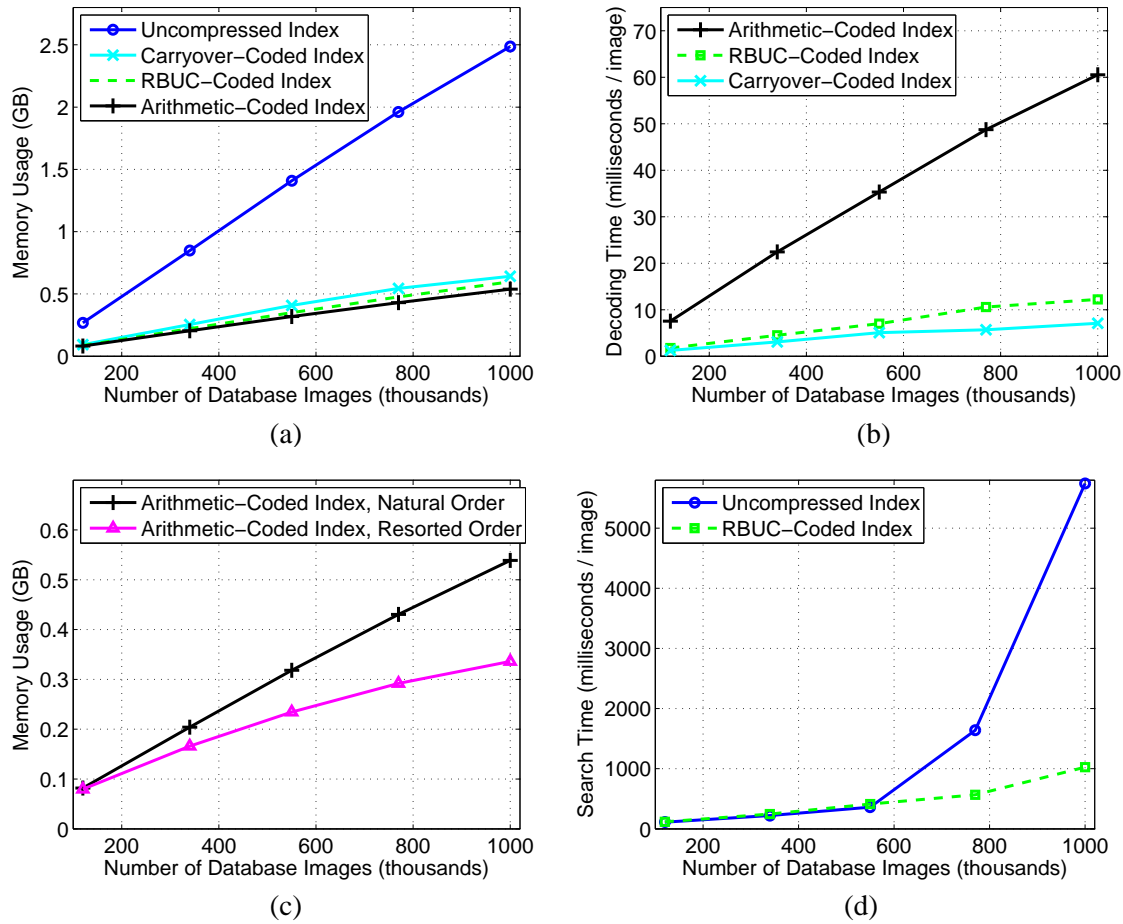 Uncompressed Index
Carryover−Coded Index
RBUC−Coded Index
Arithmetic−Coded Index
2.5
2
1.5
1
0.5
0
Memory Usage (GB)
200 400 600 800 1000
Number of Database Images (thousands)
(a)
Arithmetic−Coded Index
RBUC−Coded Index
Carryover−Coded Index
70
60
50
40
30
20
10
0
Decoding Time (milliseconds / image)
200 400 600 800 1000
Number of Database Images (thousands)
(b)
Arithmetic−Coded Index, Natural Order
Arithmetic−Coded Index, Resorted Order
0.6
0.5
0.4
0.3
0.2
0.1
0
Memory Usage (GB)
200 400 600 800 1000
Number of Database Images (thousands)
(c)
Uncompressed Index
RBUC−Coded Index
5000
4000
3000
2000
1000
0
Search Time (milliseconds / image)
200 400 600 800 1000
Number of Database Images (thousands)
(d)